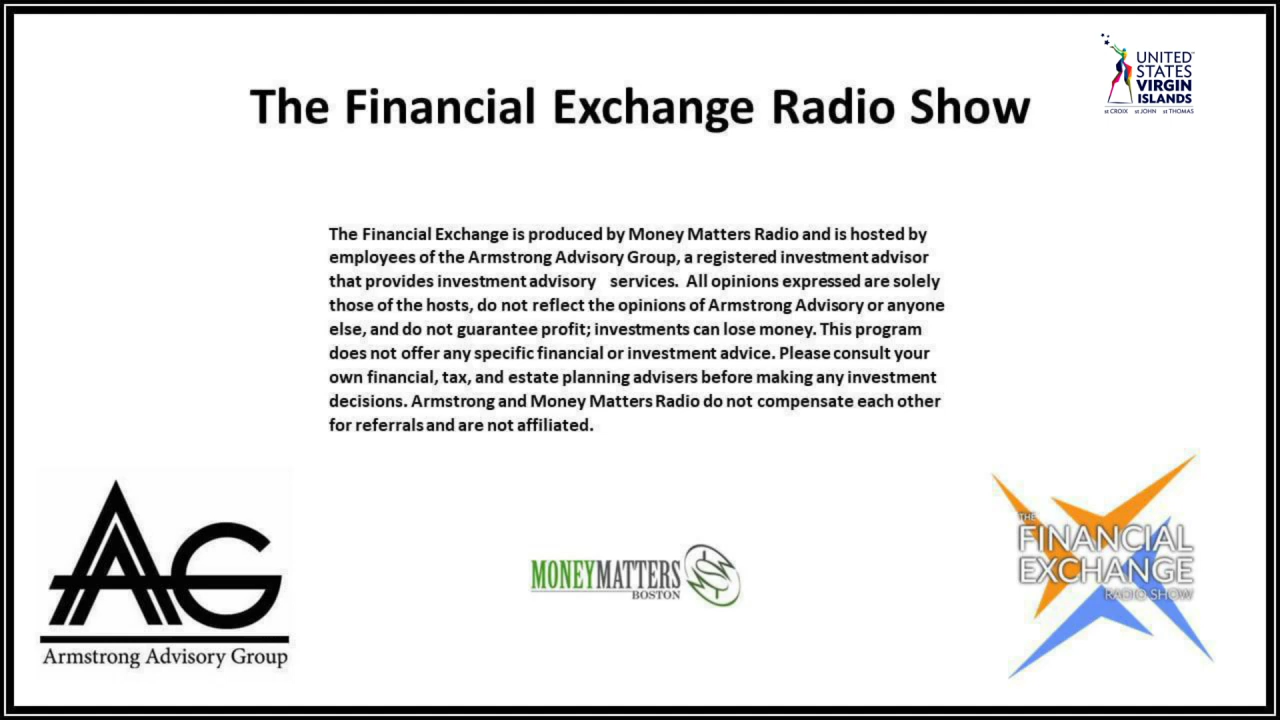 UNITED
STATES
VIRGIN
ISLANDS
st CROIX st JOHN st THOMAS
The Financial Exchange Radio Show
The Financial Exchange is produced by Money Matters Radio and is hosted by
employees of the Armstrong Advisory Group, a registered investment advisor
that provides investment advisory services. All opinions expressed are solely
those of the hosts, do not reflect the opinions of Armstrong Advisory or anyone
else, and do not guarantee profit; investments can lose money. This program
does not offer any specific financial or investment advice. Please consult your
own financial, tax, and estate planning advisers before making any investment
decisions. Armstrong and Money Matters Radio do not compensate each other
for referrals and are not affiliated.
AG
Armstrong Advisory Group
MONEYMATTERS
BOSTON
THE
FINANCIAL
EXCHANGE
RADIO SHOW